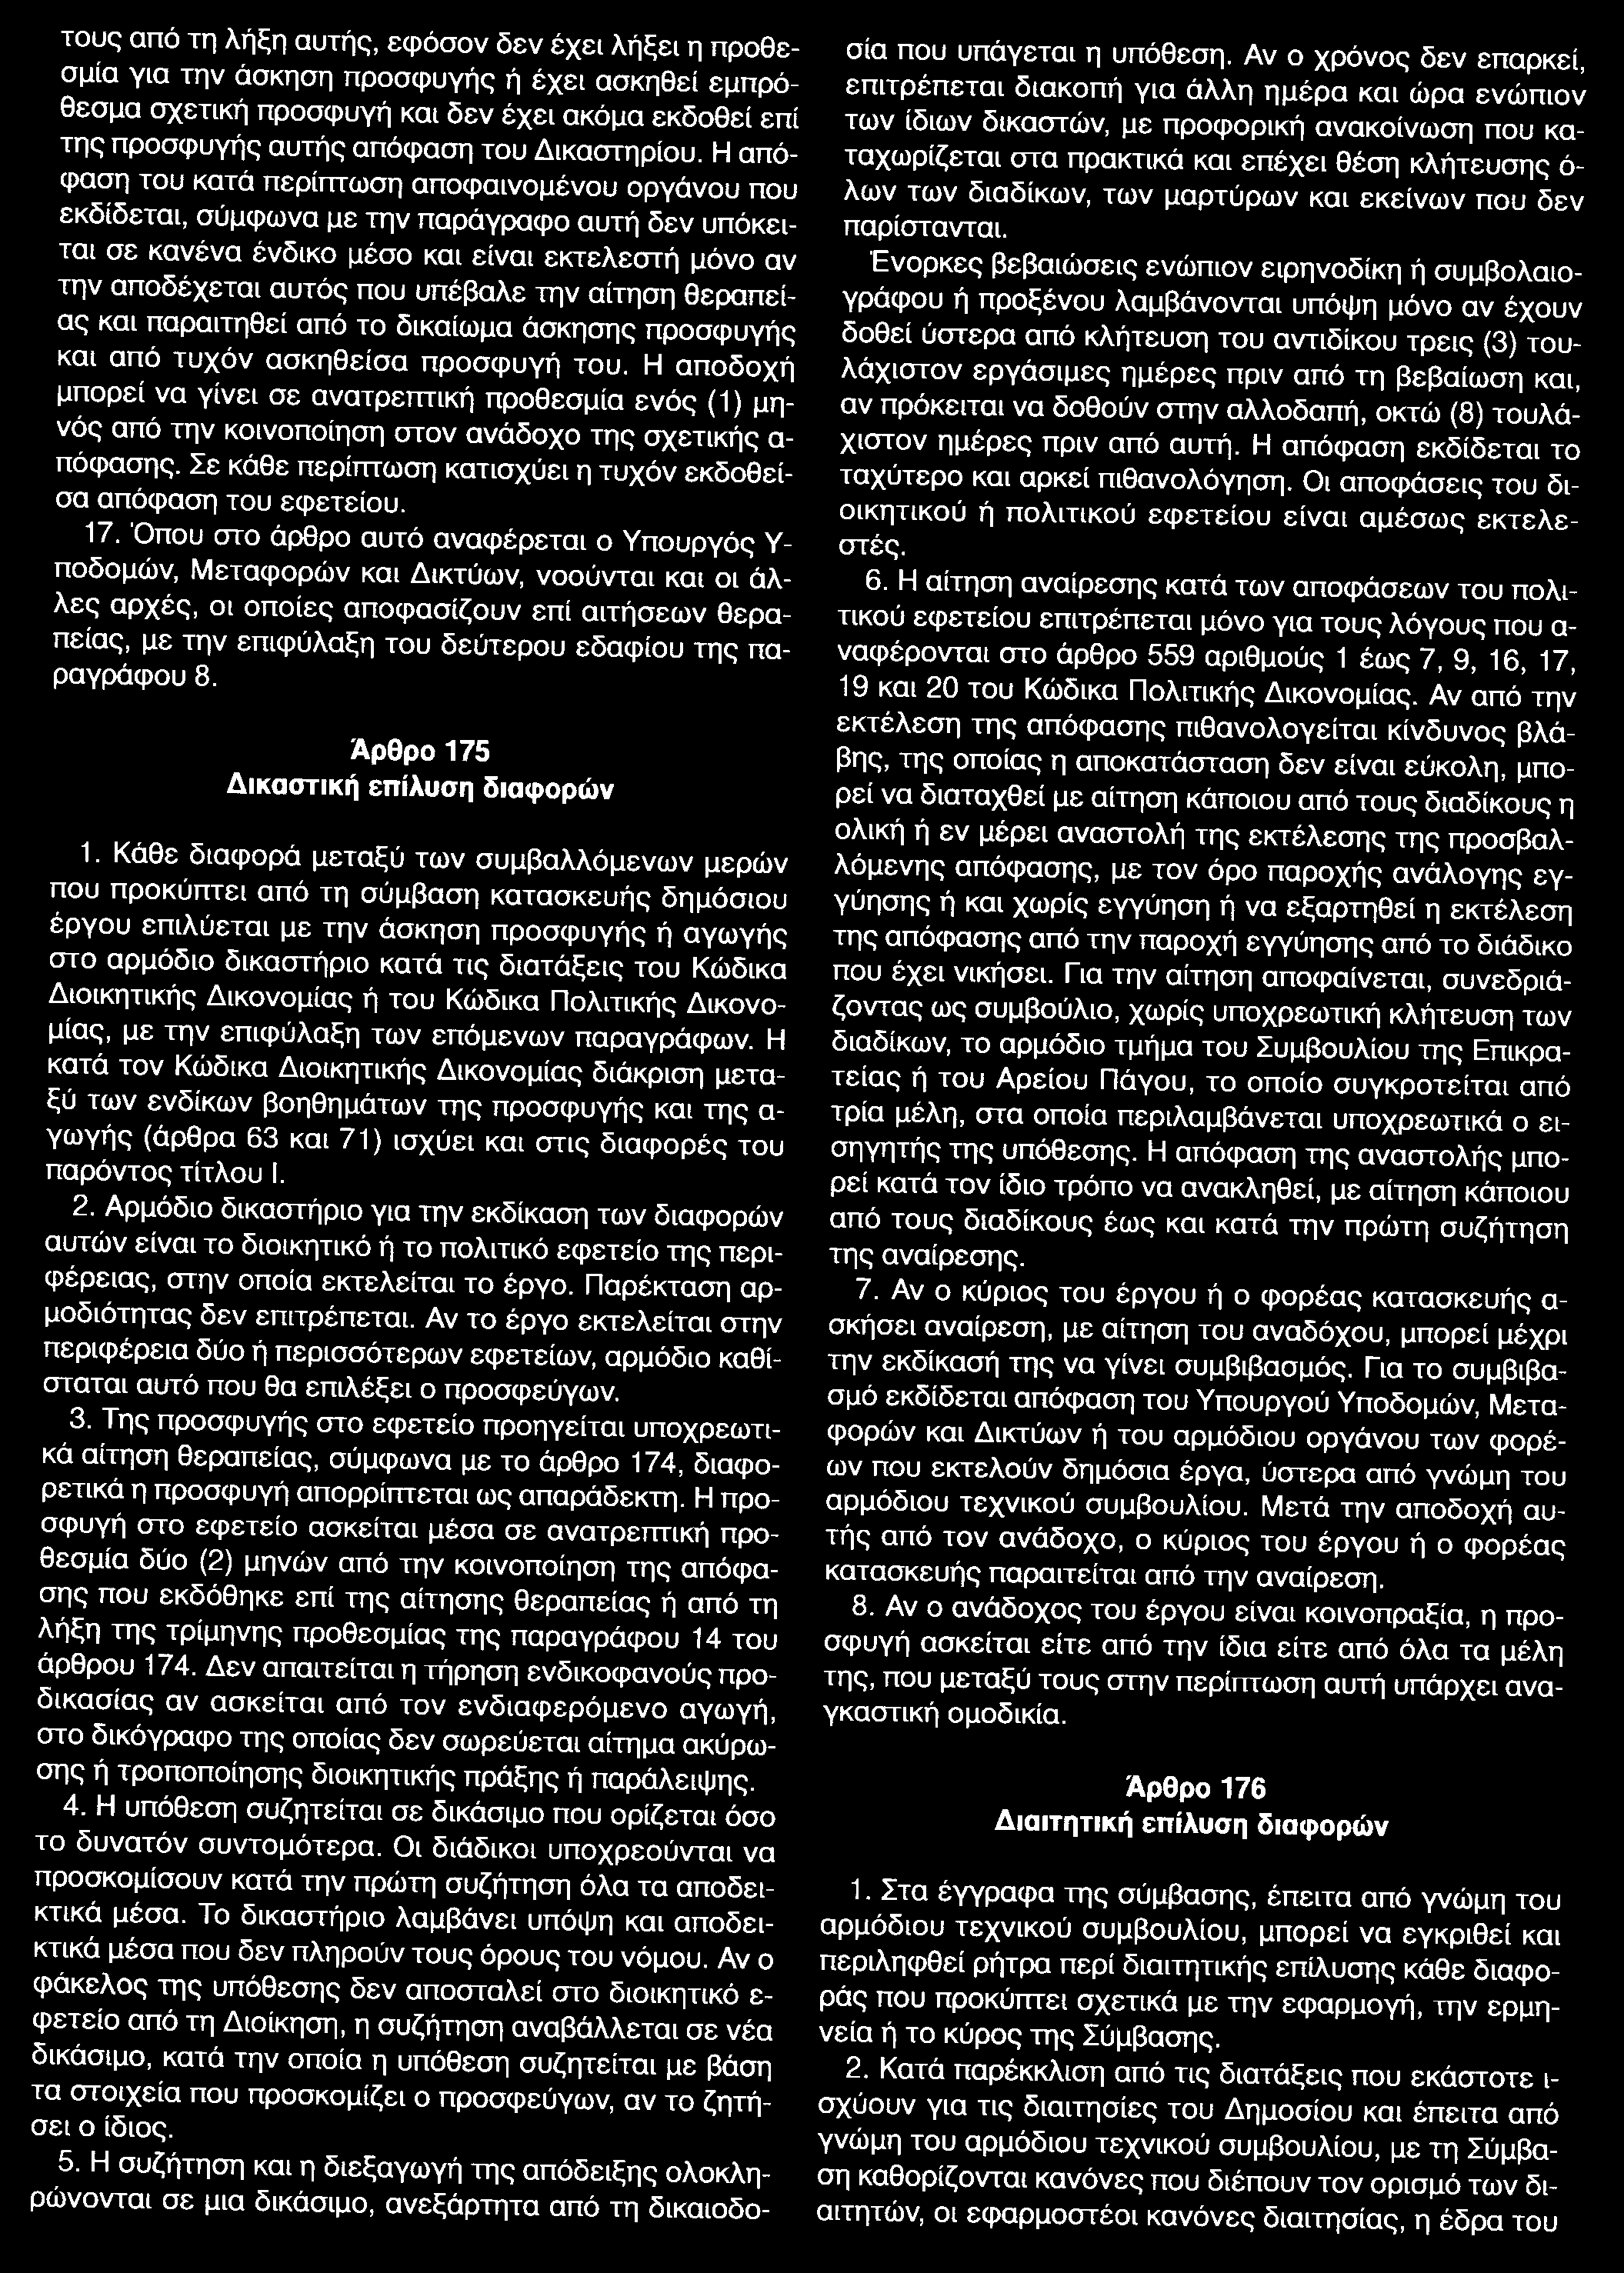 τους από τη λήξη αυτής, εφόσον δεν έχει λήξει η προθε-
σμία για την άσκηση προσφυγής ή έχει ασκηθεί εμπρό-
θεσμα σχετική προσφυγή και δεν έχει ακόμα εκδοθεί επί
της προσφυγής αυτής απόφαση του Δικαστηρίου. Η από-
φαση του κατά περίπτωση αποφαινομένου οργάνου που
εκδίδεται, σύμφωνα με την παράγραφο αυτή δεν υπόκει-
ται σε κανένα ένδικο μέσο και είναι εκτελεστή μόνο αν
την αποδέχεται αυτός που υπέβαλε την αίτηση θεραπεί-
ας και παραιτηθεί από το δικαίωμα άσκησης προσφυγής
και από τυχόν ασκηθείσα προσφυγή του. Η αποδοχή
μπορεί να γίνει σε ανατρεπτική προθεσμία ενός (1) μη-
νός από την κοινοποίηση στον ανάδοχο της σχετικής α-
πόφασης. Σε κάθε περίπτωση κατισχύει η τυχόν εκδοθεί-
σα απόφαση του εφετείου.
17. Όπου στο άρθρο αυτό αναφέρεται ο Υπουργός Υ-
ποδομών, Μεταφορών και Δικτύων, νοούνται και οι άλ-
λες αρχές, οι οποίες αποφασίζουν επί αιτήσεων θερα-
πείας, με την επιφύλαξη του δεύτερου εδαφίου της πα-
ραγράφου 8.
Άρθρο 175
Δικαστική επίλυση διαφορών
1. Κάθε διαφορά μεταξύ των συμβαλλόμενων μερών
που προκύπτει από τη σύμβαση κατασκευής δημόσιου
έργου επιλύεται με την άσκηση προσφυγής ή αγωγής
στο αρμόδιο δικαστήριο κατά τις διατάξεις του Κώδικα
Διοικητικής Δικονομίας ή του Κώδικα Πολιτικής Δικονο-
μίας, με την επιφύλαξη των επόμενων παραγράφων. Η
κατά τον Κώδικα Διοικητικής Δικονομίας διάκριση μετα-
ξύ των ενδίκων βοηθημάτων της προσφυγής και της α-
γωγής (άρθρα 63 και 71) ισχύει και στις διαφορές του
παρόντος τίτλου Ι.
2. Αρμόδιο δικαστήριο για την εκδίκαση των διαφορών
αυτών είναι το διοικητικό ή το πολιτικό εφετείο της περι-
φέρειας, στην οποία εκτελείται το έργο. Παρέκταση αρ-
μοδιότητας δεν επιτρέπεται. Αν το έργο εκτελείται στην
περιφέρεια δύο ή περισσότερων εφετείων, αρμόδιο καθί-
σταται αυτό που θα επιλέξει ο προσφεύγων.
3. Της προσφυγής στο εφετείο προηγείται υποχρεωτι-
κά αίτηση θεραπείας, σύμφωνα με το άρθρο 174, διαφο-
ρετικά η προσφυγή απορρίπτεται ως απαράδεκτη. Η προ-
σφυγή στο εφετείο ασκείται μέσα σε ανατρεπτική προ-
θεσμία δύο (2) μηνών από την κοινοποίηση της απόφα-
σης που εκδόθηκε επί της αίτησης θεραπείας ή από τη
λήξη της τρίμηνης προθεσμίας της παραγράφου 14 του
άρθρου 174. Δεν απαιτείται η τήρηση ενδικοφανούς προ-
δικασίας αν ασκείται από τον ενδιαφερόμενο αγωγή,
στο δικόγραφο της οποίας δεν σωρεύεται αίτημα ακύρω-
σης ή τροποποίησης διοικητικής πράξης ή παράλειψης.
4. Η υπόθεση συζητείται σε δικάσιμο που ορίζεται όσο
το δυνατόν συντομότερα. Οι διάδικοι υποχρεούνται να
προσκομίσουν κατά την πρώτη συζήτηση όλα τα αποδει-
κτικά μέσα. Το δικαστήριο λαμβάνει υπόψη και αποδει-
κτικά μέσα που δεν πληρούν τους όρους του νόμου. Αν ο
φάκελος της υπόθεσης δεν αποσταλεί στο διοικητικό ε-
φετείο από τη Διοίκηση, η συζήτηση αναβάλλεται σε νέα
δικάσιμο, κατά την οποία η υπόθεση συζητείται με βάση
τα στοιχεία που προσκομίζει ο προσφεύγων, αν το ζητή-
σει ο ίδιος.
5. Η συζήτηση και η διεξαγωγή της απόδειξης ολοκλη-
ρώνονται σε μια δικάσιμο, ανεξάρτητα από τη δικαιοδο-
σία που υπάγεται η υπόθεση. Αν ο χρόνος δεν επαρκεί,
επιτρέπεται διακοπή για άλλη ημέρα και ώρα ενώπιον
των ίδιων δικαστών, με προφορική ανακοίνωση που κα-
ταχωρίζεται στα πρακτικά και επέχει θέση κλήτευσης ό-
λων των διαδίκων, των μαρτύρων και εκείνων που δεν
παρίστανται.
Ένορκες βεβαιώσεις ενώπιον ειρηνοδίκη ή συμβολαιο-
γράφου ή προξένου λαμβάνονται υπόψη μόνο αν έχουν
δοθεί ύστερα από κλήτευση του αντιδίκου τρεις (3) του-
λάχιστον εργάσιμες ημέρες πριν από τη βεβαίωση και,
αν πρόκειται να δοθούν στην αλλοδαπή, οκτώ (8) τουλά-
χιστον ημέρες πριν από αυτή. Η απόφαση εκδίδεται το
ταχύτερο και αρκεί πιθανολόγηση. Οι αποφάσεις του δι-
οικητικού ή πολιτικού εφετείου είναι αμέσως εκτελε-
στές.
6. Η αίτηση αναίρεσης κατά των αποφάσεων του πολι-
τικού εφετείου επιτρέπεται μόνο για τους λόγους που α-
ναφέρονται στο άρθρο 559 αριθμούς 1 έως 7, 9, 16, 17,
19 και 20 του Κώδικα Πολιτικής Δικονομίας. Αν από την
εκτέλεση της απόφασης πιθανολογείται κίνδυνος βλά-
βης, της οποίας η αποκατάσταση δεν είναι εύκολη, μπο-
ρεί να διαταχθεί με αίτηση κάποιου από τους διαδίκους η
ολική ή εν μέρει αναστολή της εκτέλεσης της προσβαλ-
λόμενης απόφασης, με τον όρο παροχής ανάλογης εγ-
γύησης ή και χωρίς εγγύηση ή να εξαρτηθεί η εκτέλεση
της απόφασης από την παροχή εγγύησης από το διάδικο
που έχει νικήσει. Για την αίτηση αποφαίνεται, συνεδριά-
ζοντας ως συμβούλιο, χωρίς υποχρεωτική κλήτευση των
διαδίκων, το αρμόδιο τμήμα του Συμβουλίου της Επικρα-
τείας ή του Αρείου Πάγου, το οποίο συγκροτείται από
τρία μέλη, στα οποία περιλαμβάνεται υποχρεωτικά ο ει-
σηγητής της υπόθεσης. Η απόφαση της αναστολής μπο-
ρεί κατά τον ίδιο τρόπο να ανακληθεί, με αίτηση κάποιου
από τους διαδίκους έως και κατά την πρώτη συζήτηση
της αναίρεσης.
7. Αν ο κύριος του έργου ή ο φορέας κατασκευής α-
σκήσει αναίρεση, με αίτηση του αναδόχου, μπορεί μέχρι
την εκδίκασή της να γίνει συμβιβασμός. Για το συμβιβα-
σμό εκδίδεται απόφαση του Υπουργού Υποδομών, Μετα-
φορών και Δικτύων ή του αρμόδιου οργάνου των φορέ-
ων που εκτελούν δημόσια έργα, ύστερα από γνώμη του
αρμόδιου τεχνικού συμβουλίου. Μετά την αποδοχή αυ-
τής από τον ανάδοχο, ο κύριος του έργου ή ο φορέας
κατασκευής παραιτείται από την αναίρεση.
8. Αν ο ανάδοχος του έργου είναι κοινοπραξία, η προ-
σφυγή ασκείται είτε από την ίδια είτε από όλα τα μέλη
της, που μεταξύ τους στην περίπτωση αυτή υπάρχει ανα-
γκαστική ομοδικία.
Άρθρο 176
Διαιτητική επίλυση διαφορών
1. Στα έγγραφα της σύμβασης, έπειτα από γνώμη του
αρμόδιου τεχνικού συμβουλίου, μπορεί να εγκριθεί και
περιληφθεί ρήτρα περί διαιτητικής επίλυσης κάθε διαφο-
ράς που προκύπτει σχετικά με την εφαρμογή, την ερμη-
νεία ή το κύρος της Σύμβασης.
2. Κατά παρέκκλιση από τις διατάξεις που εκάστοτε ι-
σχύουν για τις διαιτησίες του Δημοσίου και έπειτα από
γνώμη του αρμόδιου τεχνικού συμβουλίου, με τη Σύμβα-
ση καθορίζονται κανόνες που διέπουν τον ορισμό των δι-
αιτητών, οι εφαρμοστέοι κανόνες διαιτησίας, η έδρα του